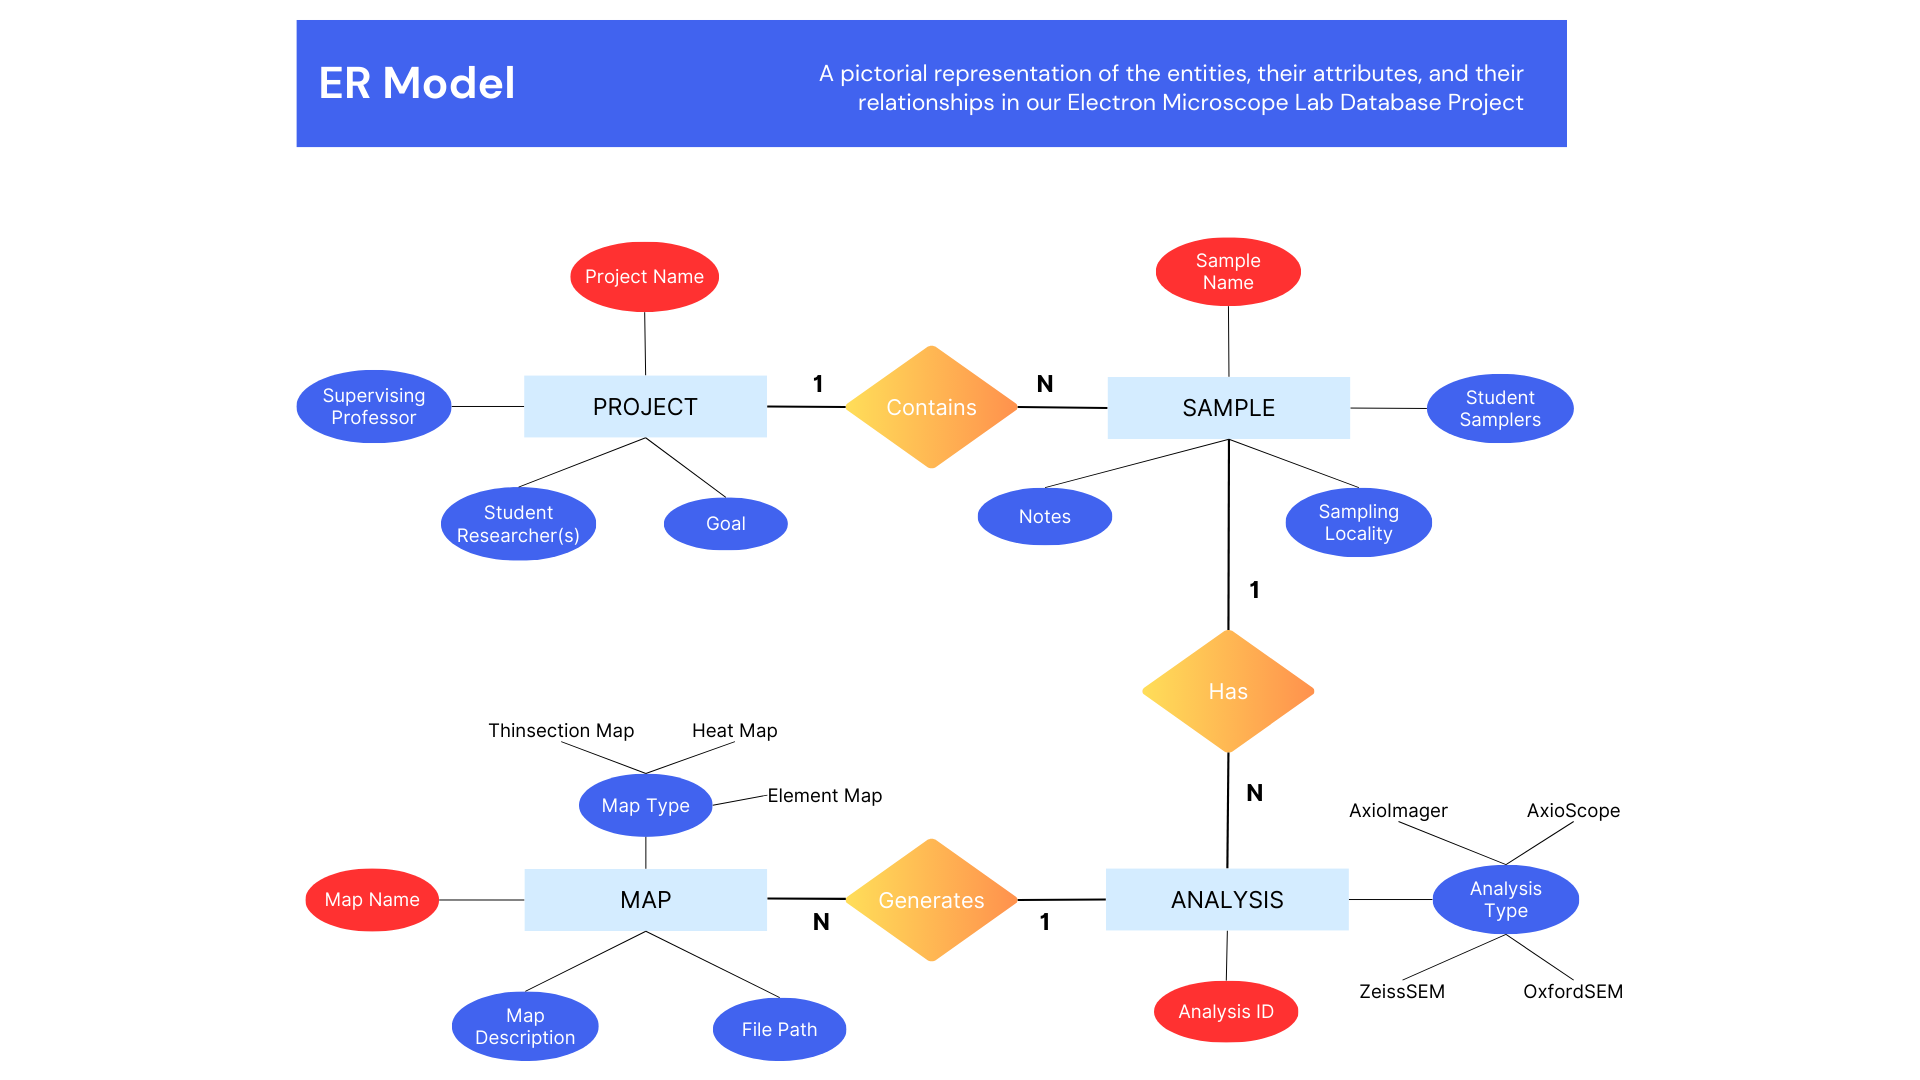 ER Model
A pictorial representation of the entities, their attributes, and their
relationships in our Electron Microscope Lab Database Project
Project Name
Sample
Name
Supervising
Professor
PROJECT
1
Contains
N
SAMPLE
Student
Samplers
Student
Researcher(s)
Goal
Notes
Sampling
Locality
1
Has
N
Thinsection Map
Heat Map
Map Type
Element Map
AxioImager
AxioScope
Map Name
MAP
N
Generates
1
ANALYSIS
Analysis
Type
ZeissSEM
OxfordSEM
Map
Description
File Path
Analysis ID